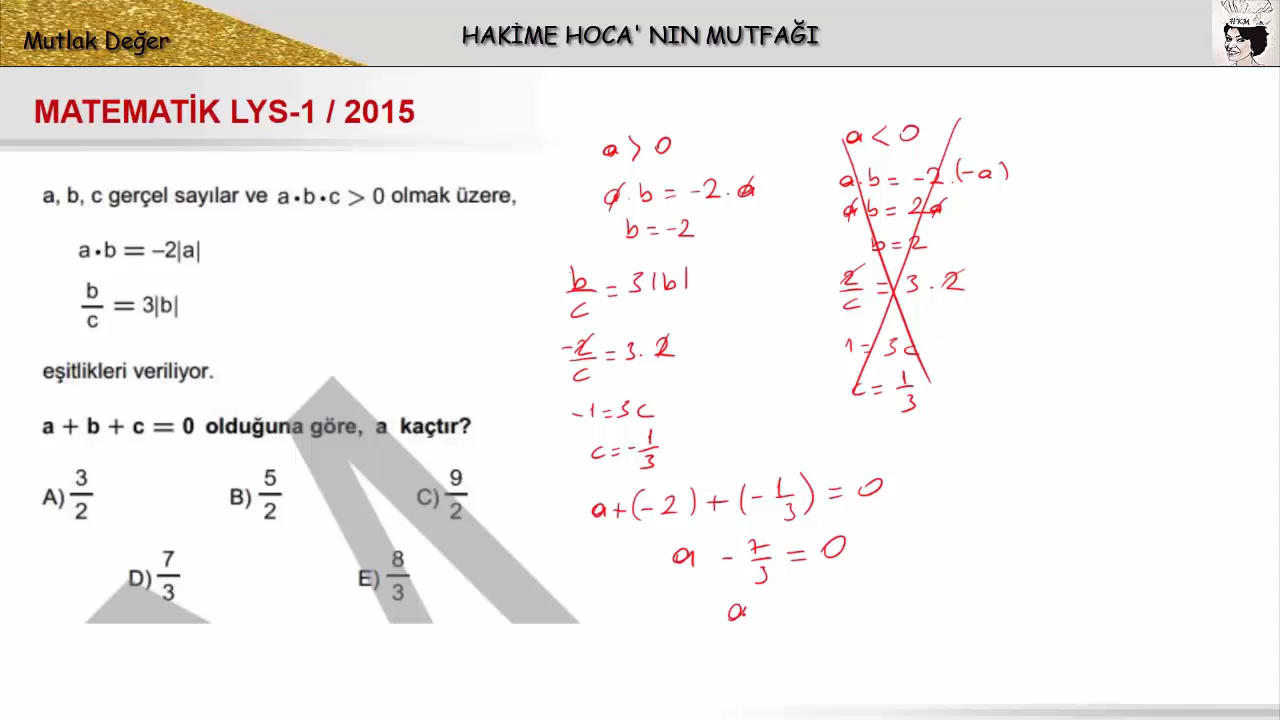 Mutlak Değer
HAKİME HOCA' NIN MUTFAĞI
HKM
MATEMATİK LYS-1 / 2015
a, b, c gerçel sayılar ve a·b·c > 0 olmak üzere,
a·b = −2|a|
b/c = 3|b|
eşitlikleri veriliyor.
a + b + c = 0 olduğuna göre, a kaçtır?
A) 3/2 B) 5/2 C) 9/2
D) 7/3 E) 8/3
a > 0
a·b = -2·a
b = -2
b/c = 3|b|
-2/c = 3·2
-1 = 3c
c = -1/3
a + (-2) + (-1/3) = 0
a - 7/3 = 0
a
a < 0
a·b = -2·(-a)
a b = 2a
b = 2
2/c = 3·2
1 = 3c
c = 1/3